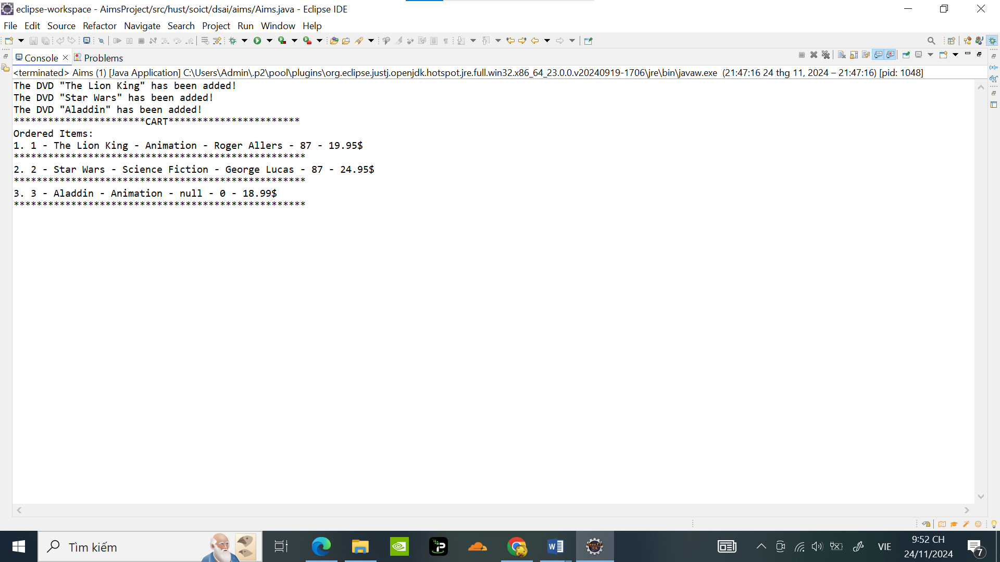 eclipse-workspace - AimsProject/src/hust/soict/dsai/aims/Aims.java - Eclipse IDE
File Edit Source Refactor Navigate Search Project Run Window Help
Console Problems
<terminated> Aims (1) [Java Application] C:\Users\Admin\.p2\pool\plugins\org.eclipse.justj.openjdk.hotspot.jre.full.win32.x86_64_23.0.0.v20240919-1706\jre\bin\javaw.exe (21:47:16 24 thg 11, 2024 – 21:47:16) [pid: 1048]
The DVD "The Lion King" has been added!
The DVD "Star Wars" has been added!
The DVD "Aladdin" has been added!
***********************CART***********************
Ordered Items:
1. 1 - The Lion King - Animation - Roger Allers - 87 - 19.95$
***************************************************
2. 2 - Star Wars - Science Fiction - George Lucas - 87 - 24.95$
***************************************************
3. 3 - Aladdin - Animation - null - 0 - 18.99$
***************************************************
Tìm kiếm
VIE
9:52 CH
24/11/2024
7